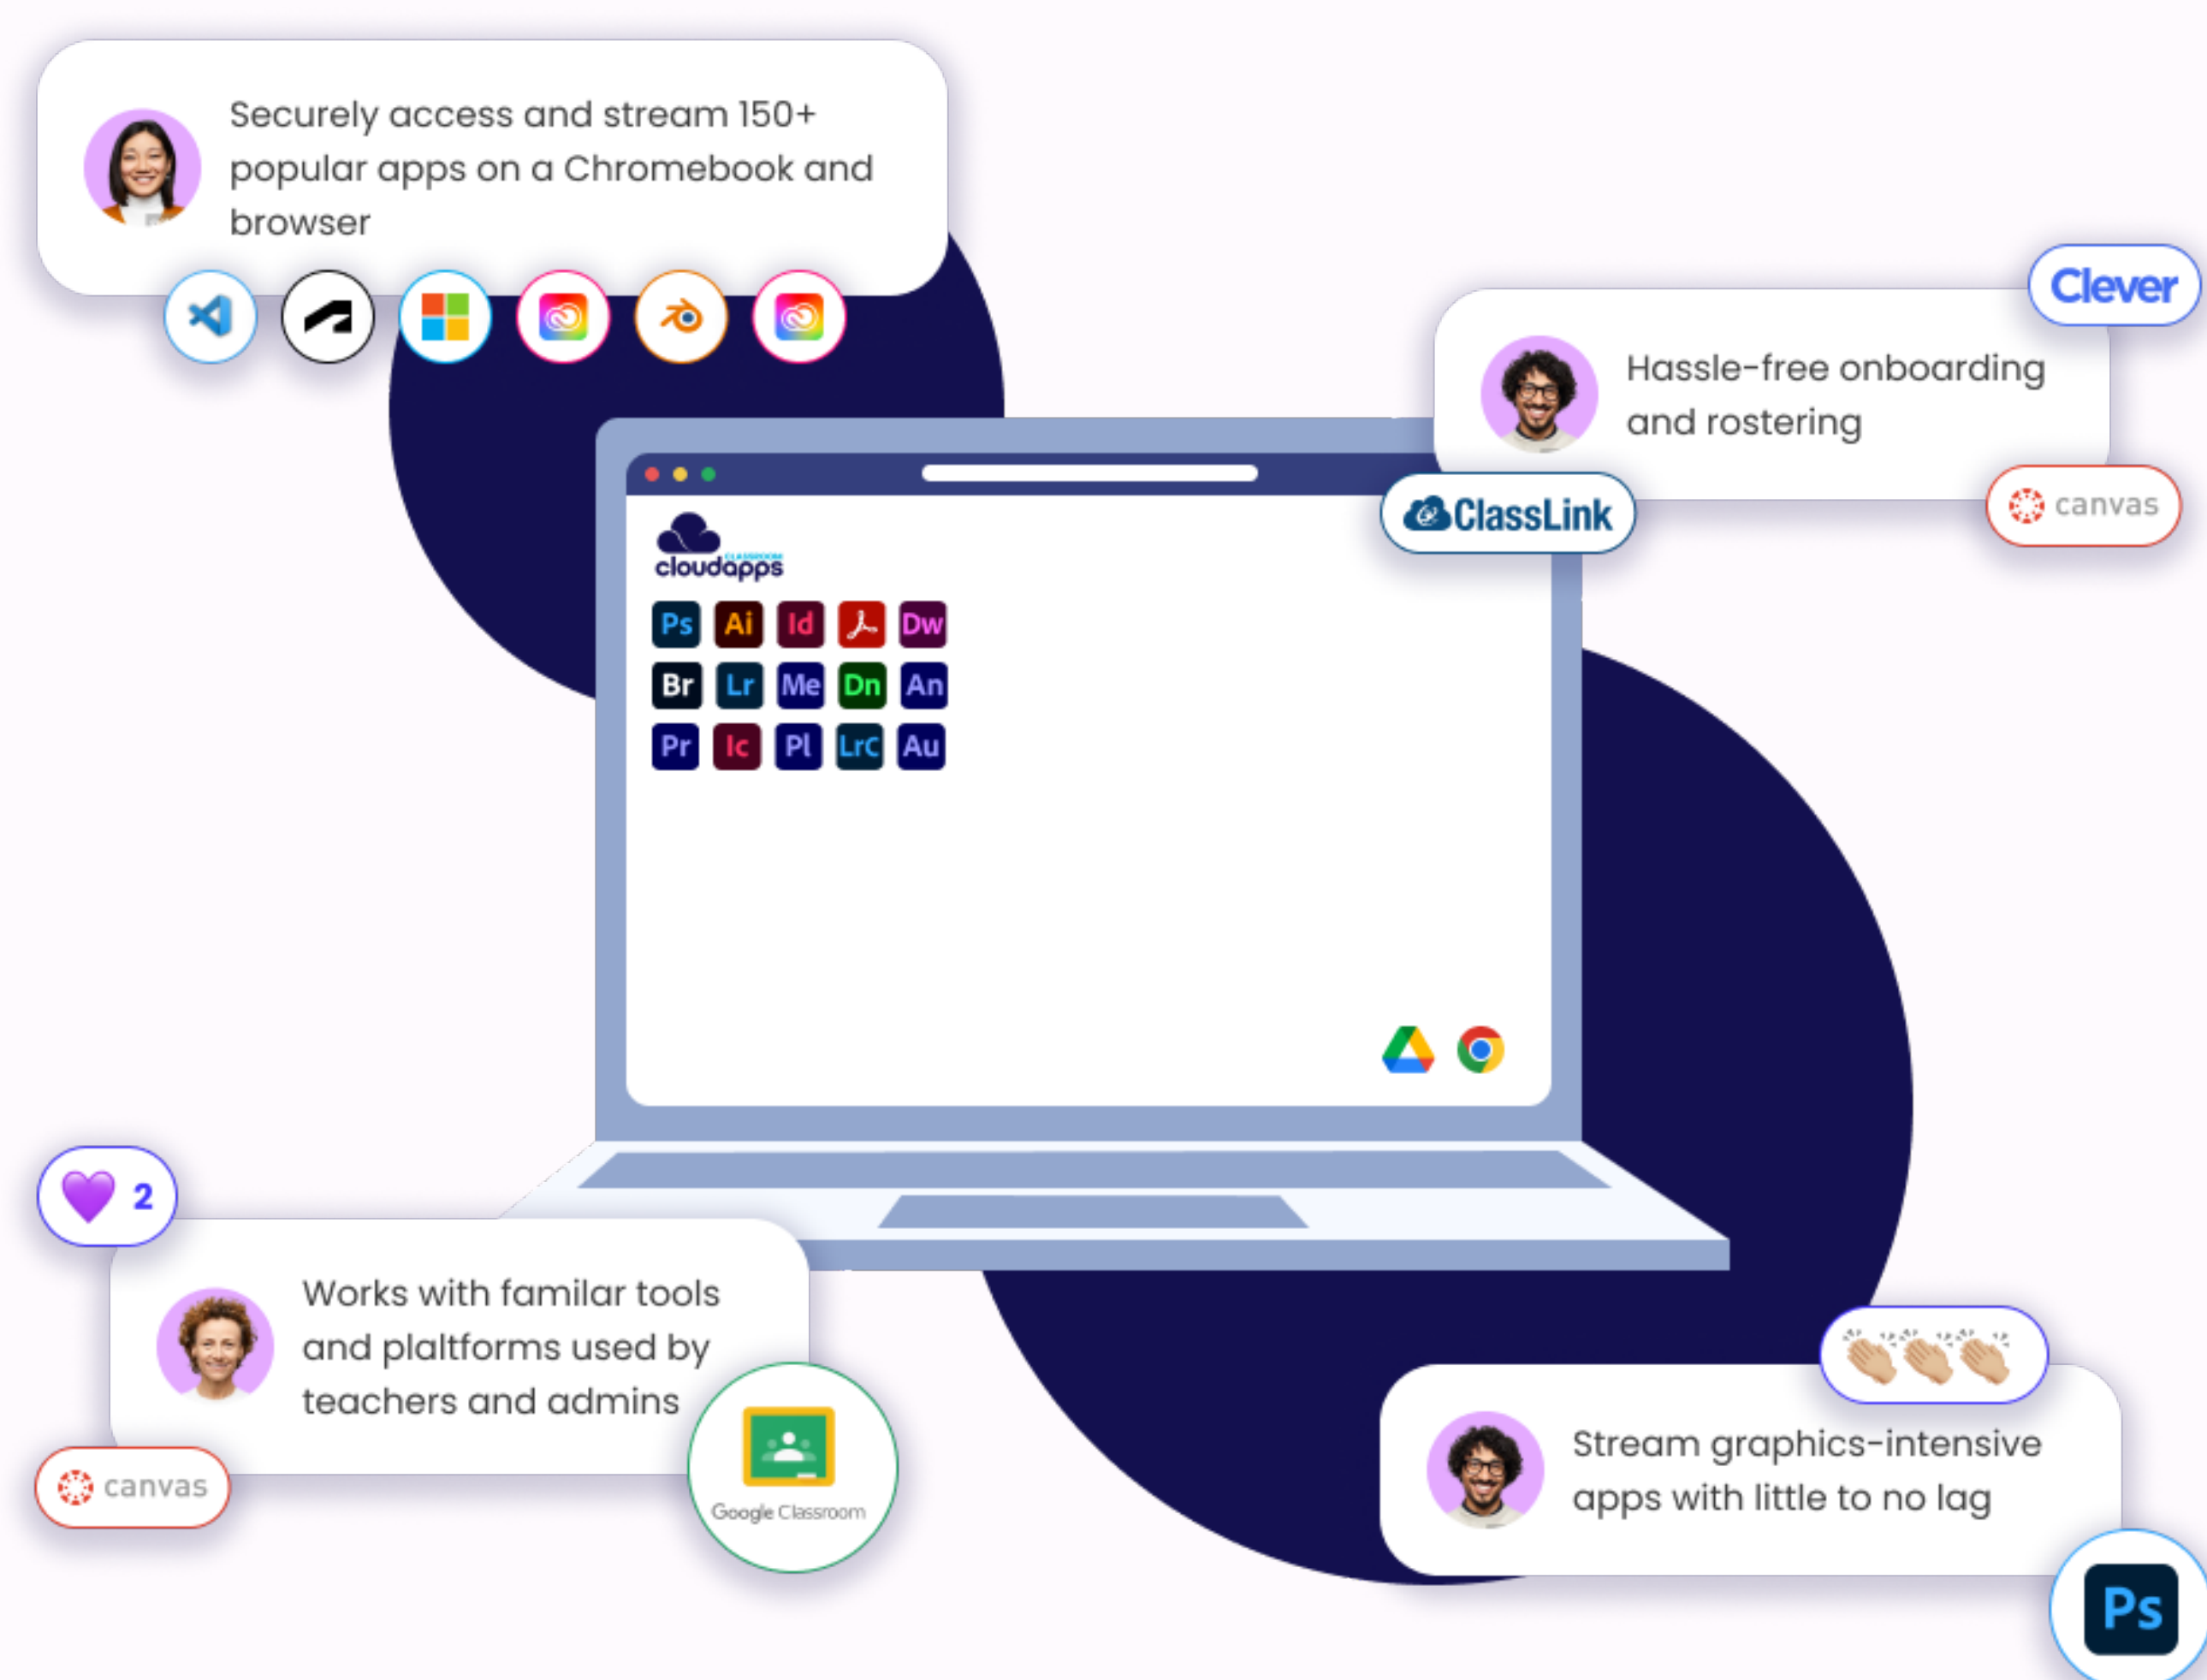 Securely access and stream 150+
popular apps on a Chromebook and
browser
Clever
Hassle-free onboarding
and rostering
ClassLink
canvas
CLASSROOM
cloudapps
Ps Ai Id Dw
Br Lr Me Dn An
Pr Ic Pl LrC Au
2
Works with familar tools
and plaltforms used by
teachers and admins
canvas
Google Classroom
Stream graphics-intensive
apps with little to no lag
Ps